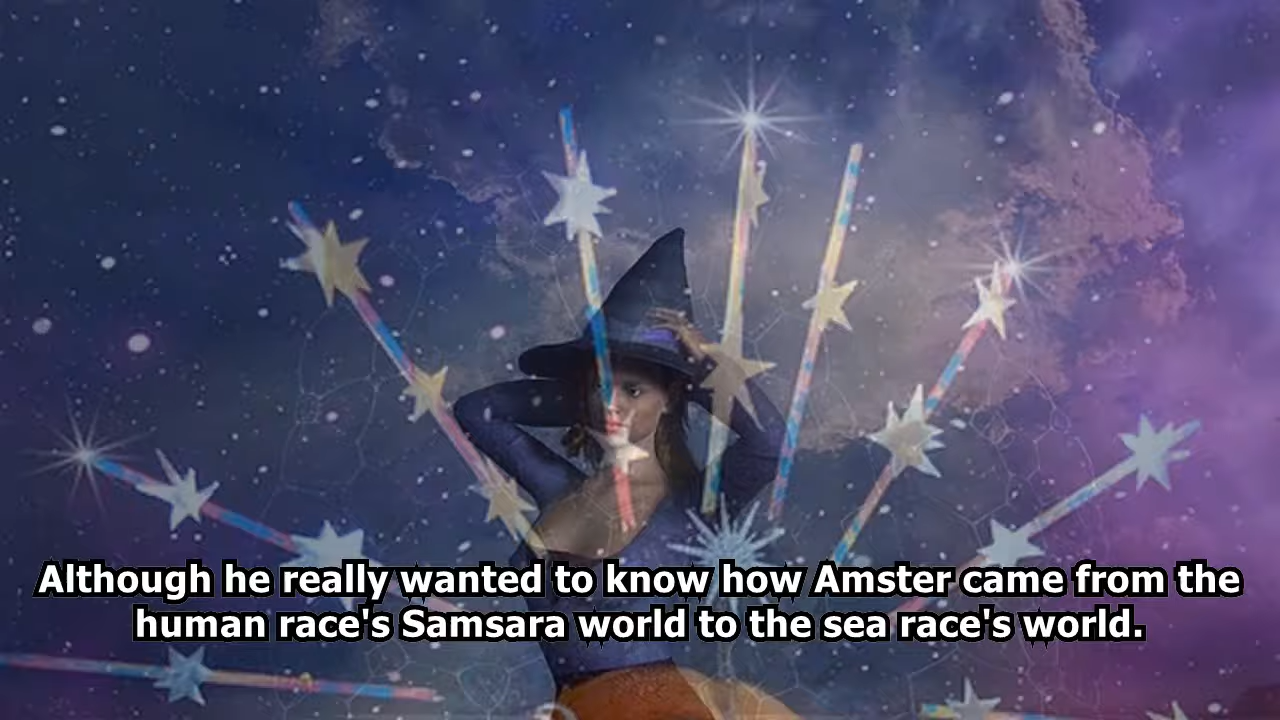 Although he really wanted to know how Amster came from the
human race's Samsara world to the sea race's world.